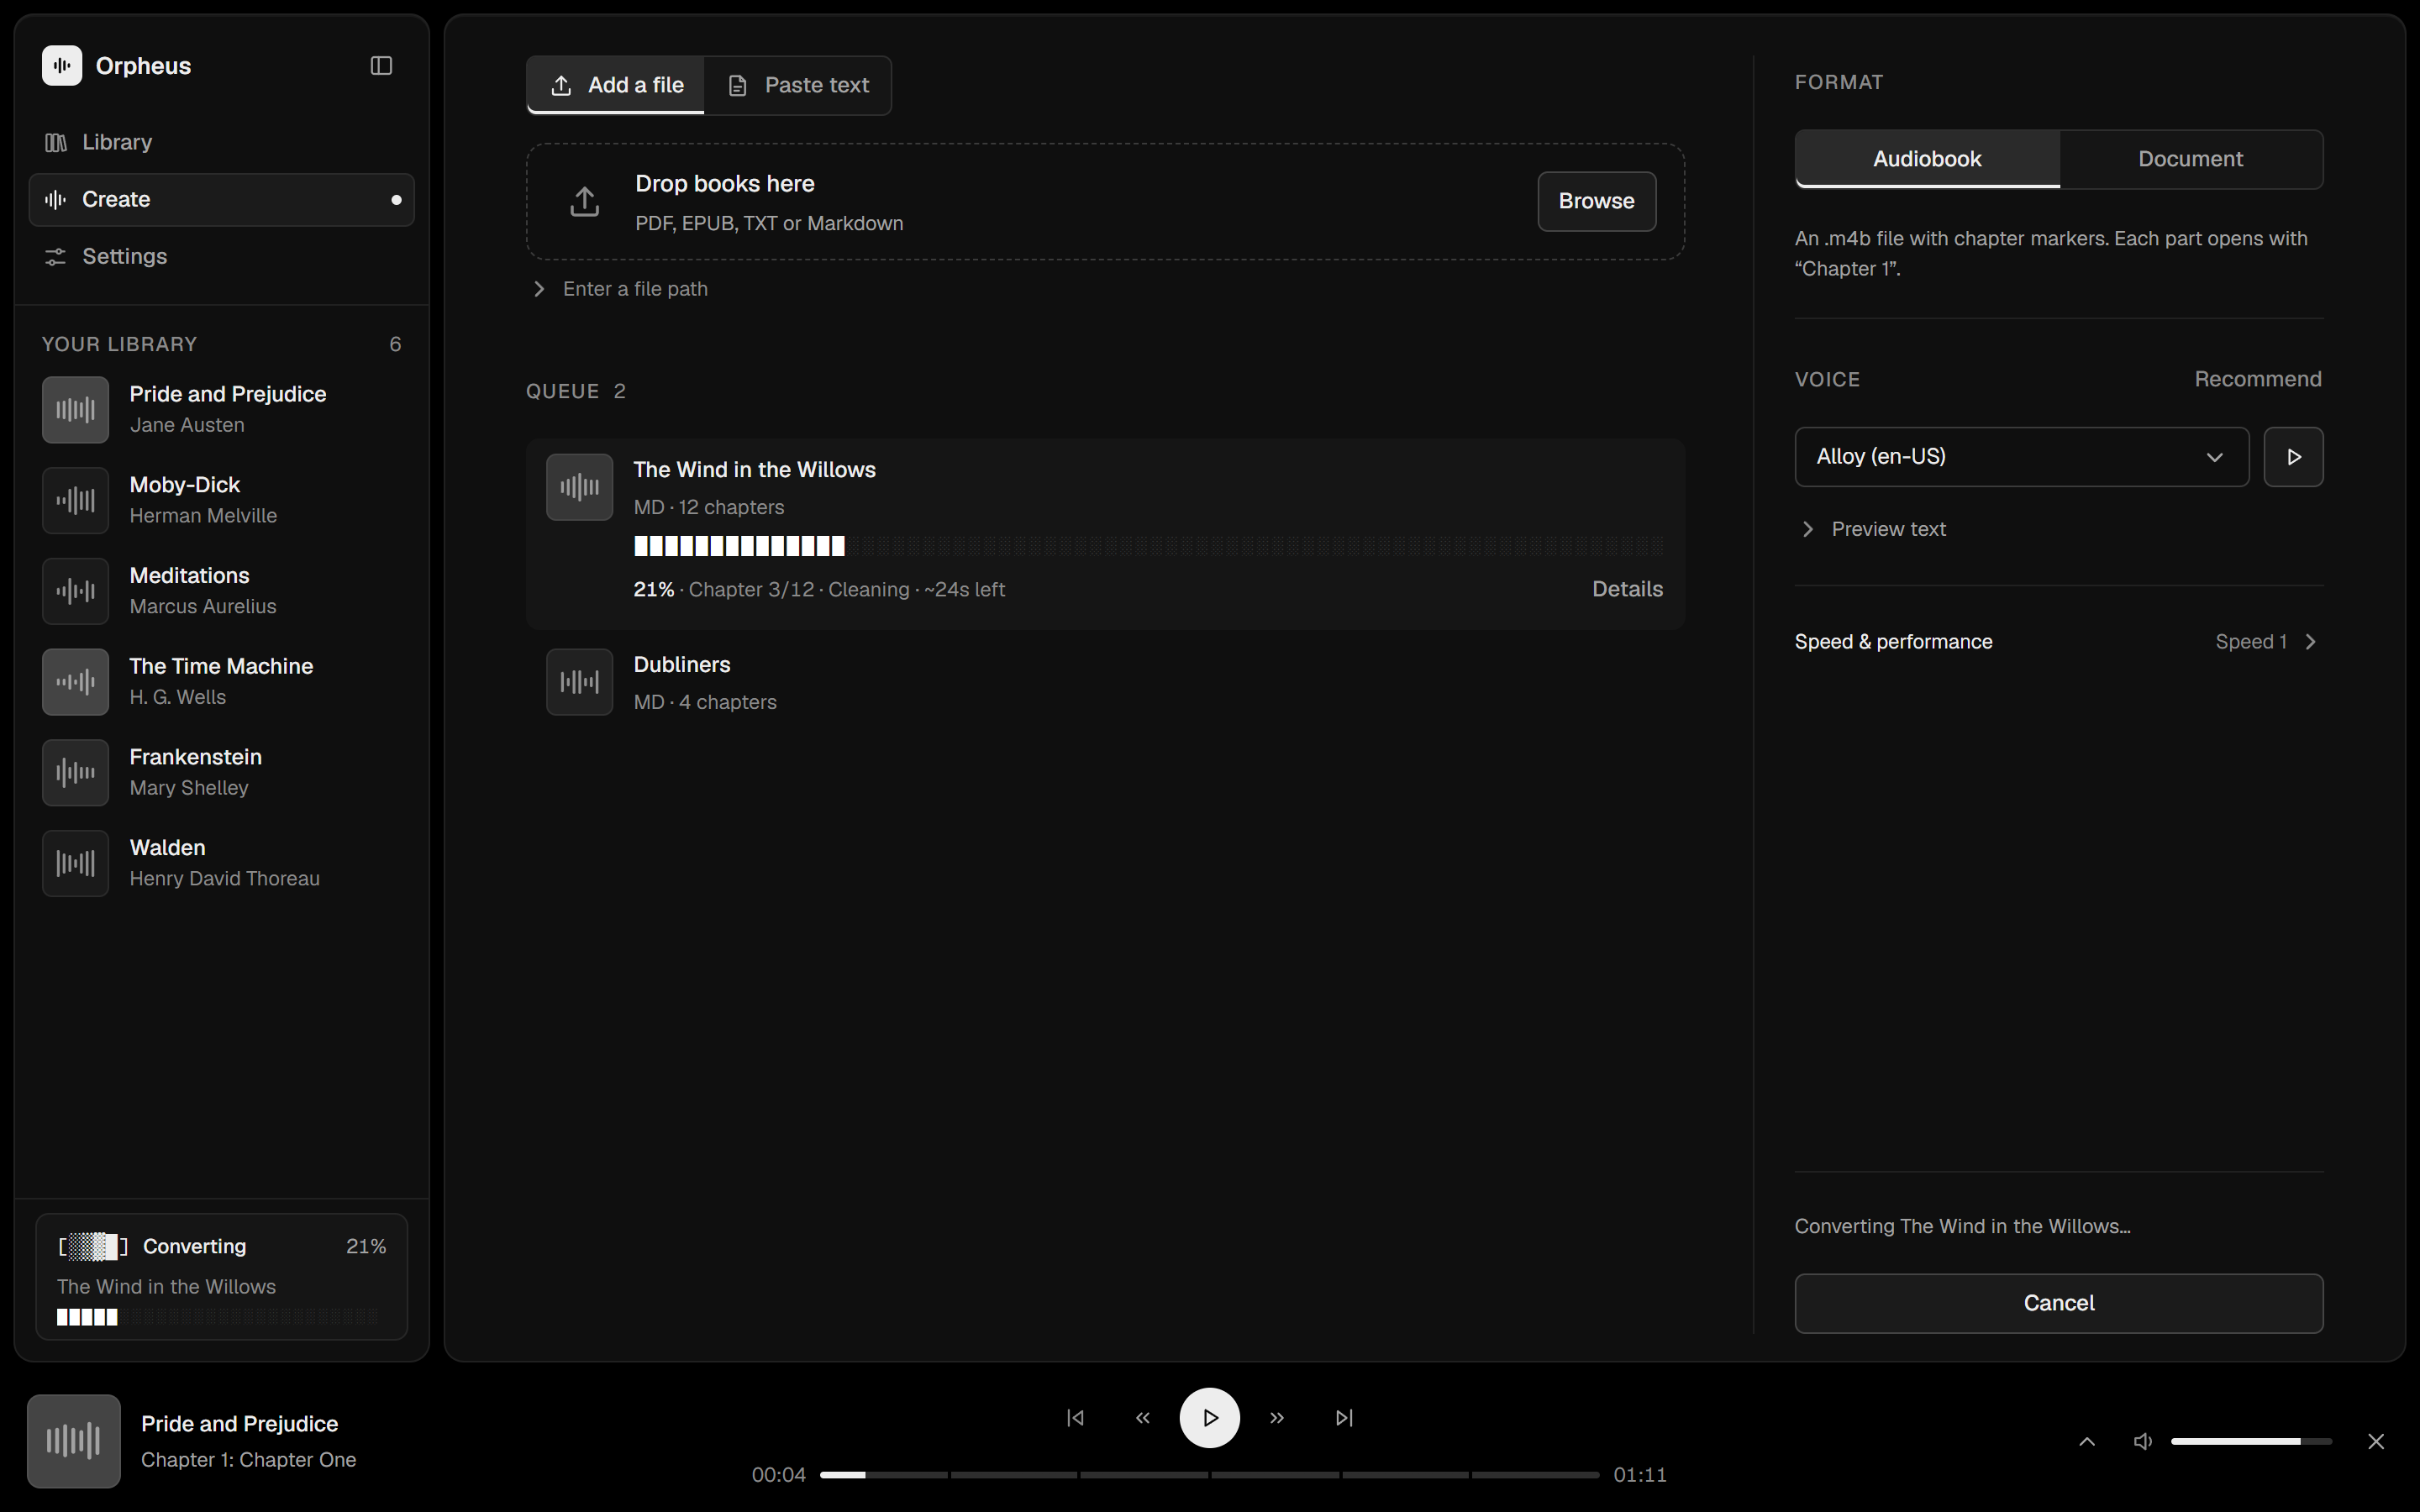 Orpheus
Library
Create
Settings
YOUR LIBRARY 6
Pride and Prejudice
Jane Austen
Moby-Dick
Herman Melville
Meditations
Marcus Aurelius
The Time Machine
H. G. Wells
Frankenstein
Mary Shelley
Walden
Henry David Thoreau
[░▒▓█] Converting 21%
The Wind in the Willows
Add a file
Paste text
Drop books here
PDF, EPUB, TXT or Markdown
Browse
Enter a file path
QUEUE 2
The Wind in the Willows
MD · 12 chapters
21% · Chapter 3/12 · Cleaning · ~24s left
Details
Dubliners
MD · 4 chapters
FORMAT
Audiobook
Document
An .m4b file with chapter markers. Each part opens with
“Chapter 1”.
VOICE
Recommend
Alloy (en-US)
Preview text
Speed & performance
Speed 1
Converting The Wind in the Willows...
Cancel
Pride and Prejudice
Chapter 1: Chapter One
00:04
01:11